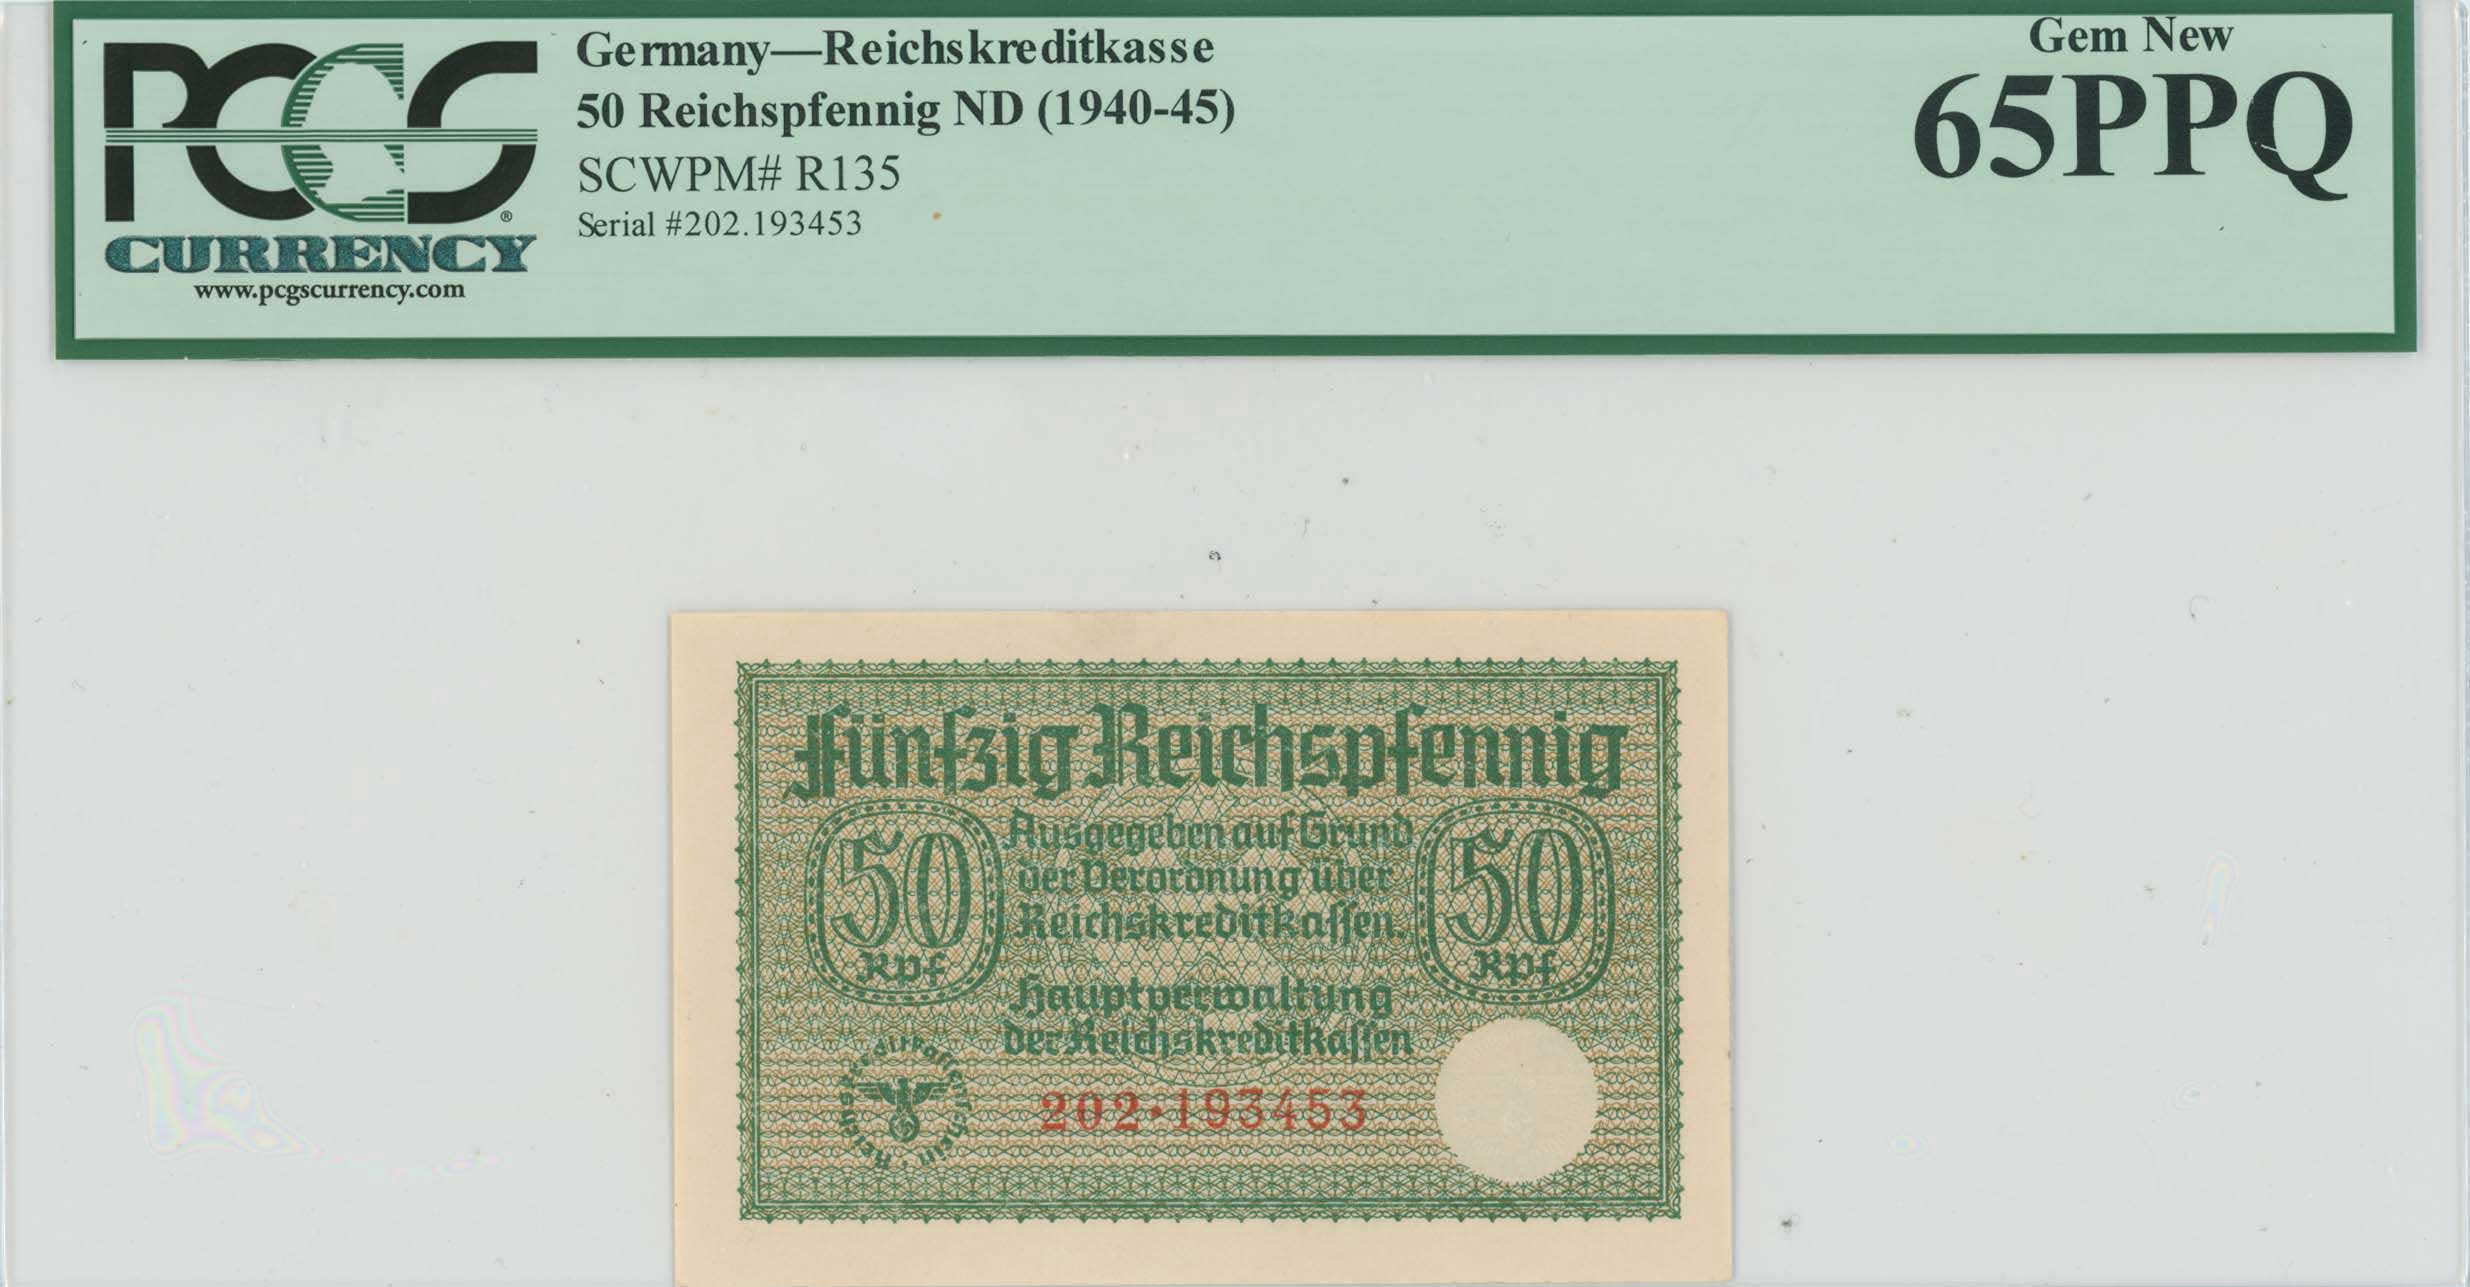 PCGS
®
CURRENCY
www.pcgscurrency.com
Germany—Reichskreditkasse
50 Reichspfennig ND (1940-45)
SCWPM# R135
Serial #202.193453
Gem New
65PPQ
Fünfzig Reichspfennig
50
Rpf
Ausgegeben auf Grund
der Verordnung über
Reichskreditkassen.
Hauptverwaltung
der Reichskreditkassen
50
Rpf
Reichskreditkassenschein
202·193453